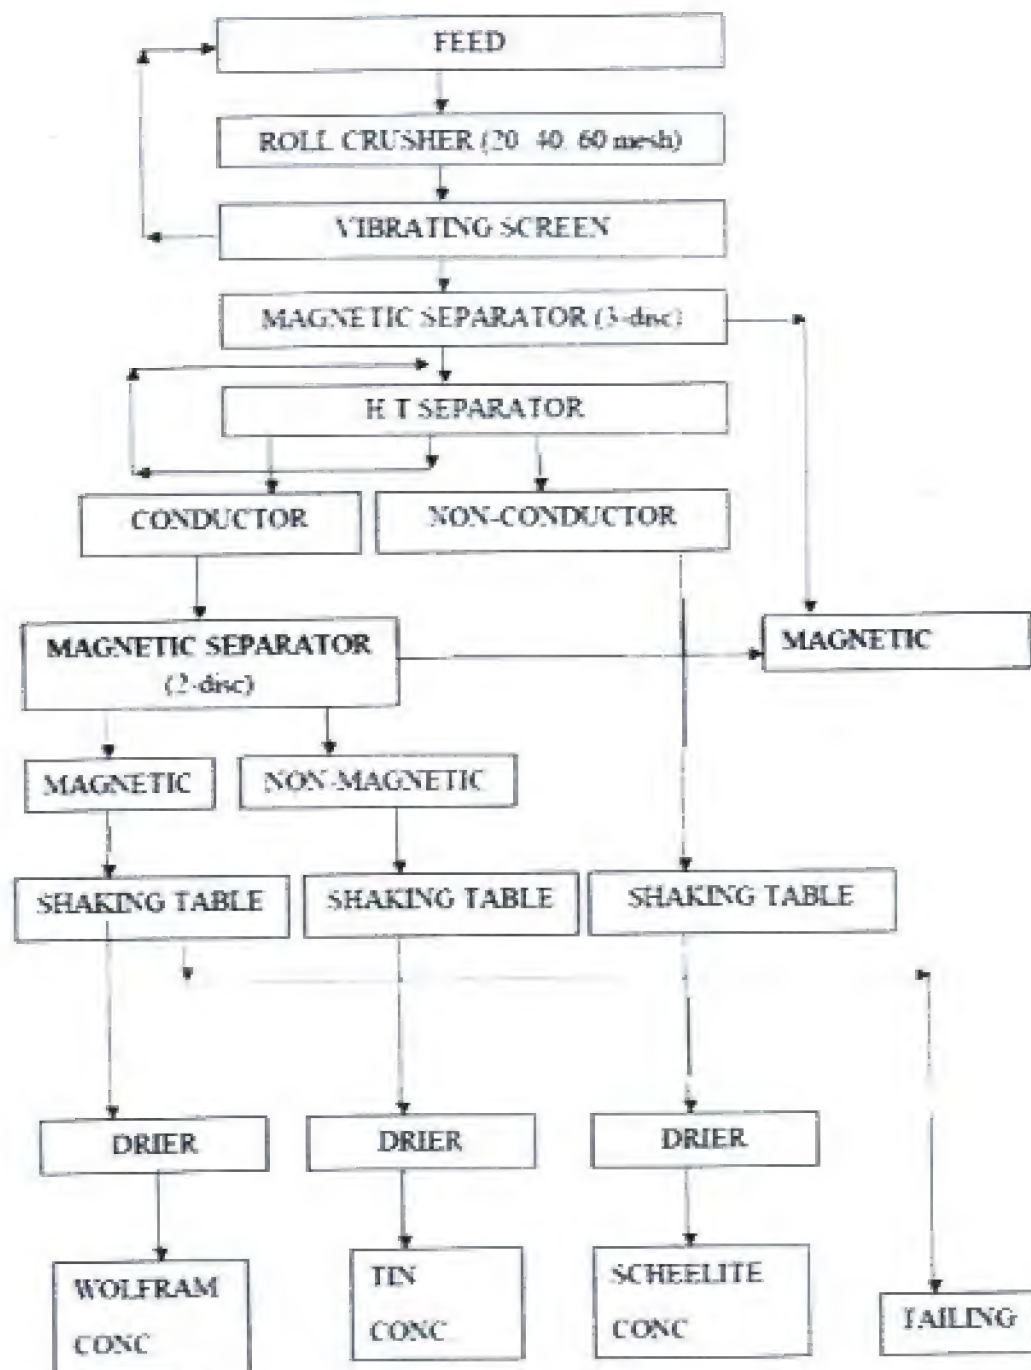 FEED
ROLL CRUSHER (20 40 60 mesh)
VIBRATING SCREEN
MAGNETIC SEPARATOR (3-disc)
H T SEPARATOR
CONDUCTOR
NON-CONDUCTOR
MAGNETIC SEPARATOR
(2-disc)
MAGNETIC
MAGNETIC
NON-MAGNETIC
SHAKING TABLE
SHAKING TABLE
SHAKING TABLE
DRIER
DRIER
DRIER
WOLFRAM
CONC
TIN
CONC
SCHEELITE
CONC
TAILING